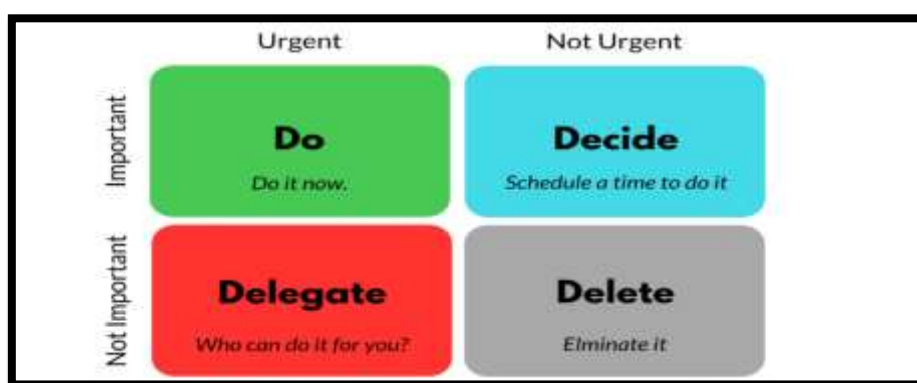 Urgent Not Urgent
Important
Do Decide
Do it now. Schedule a time to do it
Not Important
Delegate Delete
Who can do it for you? Elminate it